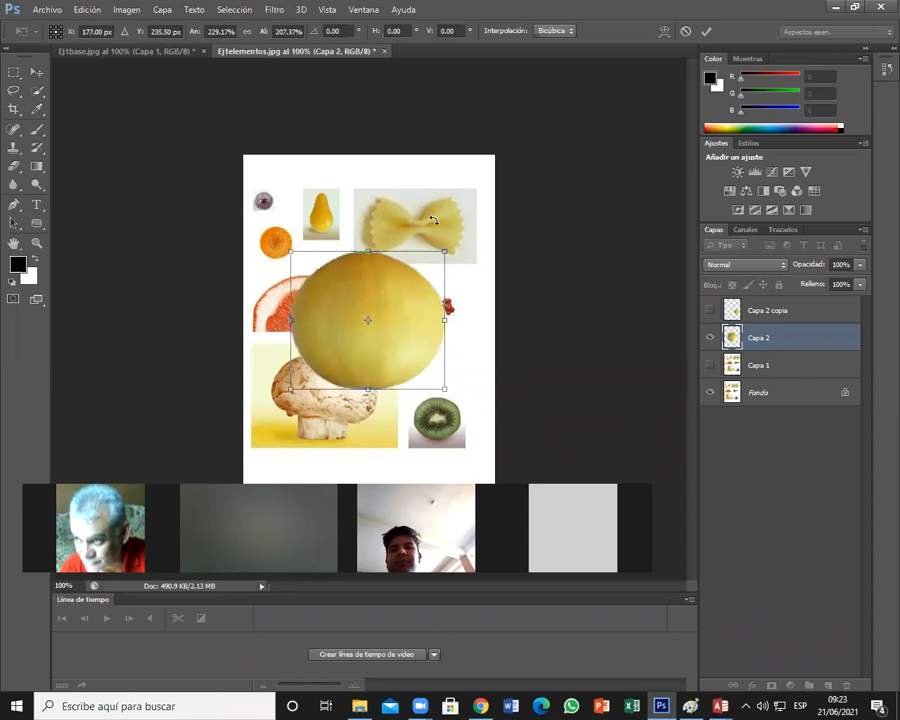 Ps Archivo Edición Imagen Capa Texto Selección Filtro 3D Vista Ventana Ayuda
X: 177.00 px Y: 235.50 px An: 229.17% Al: 207.37% 0.00 ° H: 0.00 ° V: 0.00 ° Interpolación: Bicúbica Aspectos esen...
Ej1base.jpg al 100% (Capa 1, RGB/8) * × Ej1elementos.jpg al 100% (Capa 2, RGB/8) * ×
Color Muestras
R 0
G 0
B 0
Ajustes Estilos
Añadir un ajuste
Capas Canales Trazados
Tipo
Normal Opacidad: 100%
Bloq.: Relleno: 100%
Capa 2 copia
Capa 2
Capa 1
Fondo
100% Doc: 490.9 KB/2.13 MB
Línea de tiempo
Crear línea de tiempo de vídeo
Escribe aquí para buscar
ESP
09:23
21/06/2021
4